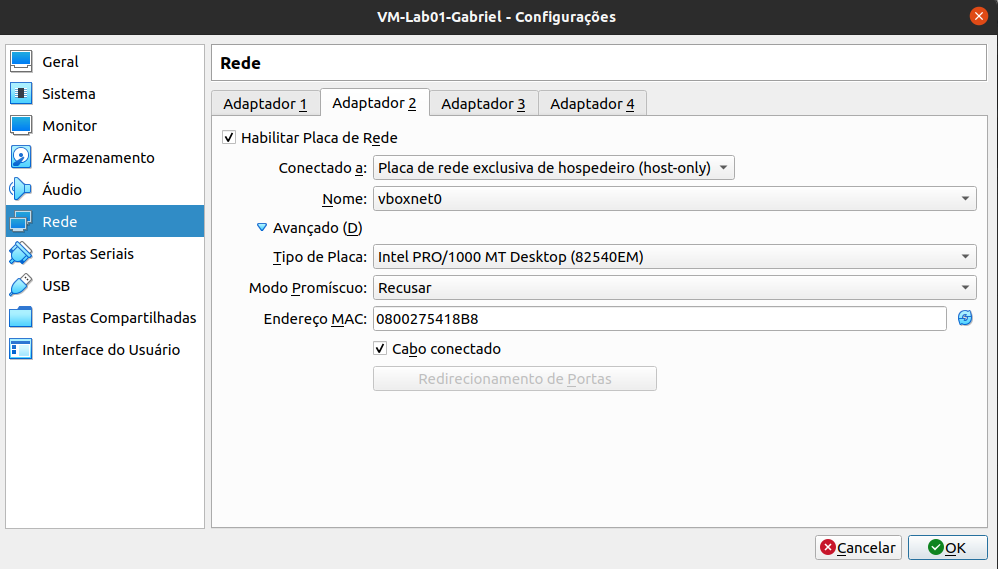 VM-Lab01-Gabriel - Configurações
Geral
Sistema
Monitor
Armazenamento
Áudio
Rede
Portas Seriais
USB
Pastas Compartilhadas
Interface do Usuário
Rede
Adaptador 1 Adaptador 2 Adaptador 3 Adaptador 4
Habilitar Placa de Rede
Conectado a: Placa de rede exclusiva de hospedeiro (host-only)
Nome: vboxnet0
Avançado (D)
Tipo de Placa: Intel PRO/1000 MT Desktop (82540EM)
Modo Promíscuo: Recusar
Endereço MAC: 0800275418B8
Cabo conectado
Redirecionamento de Portas
Cancelar OK